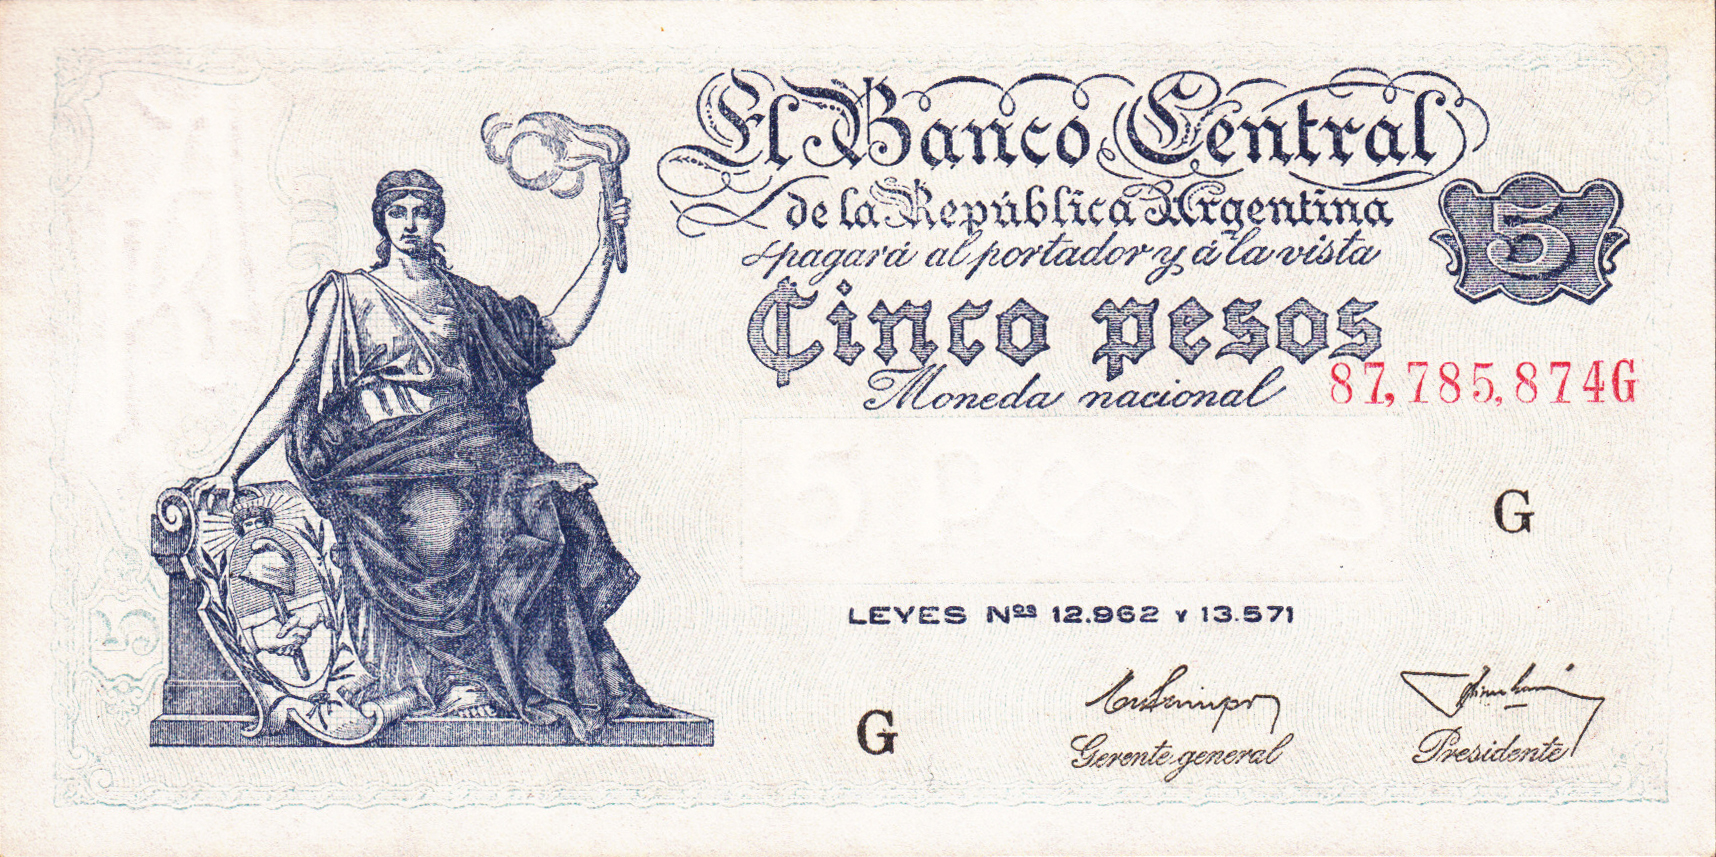 El Banco Central
de la República Argentina
pagará al portador y á la vista
Cinco pesos
Moneda nacional
5
87,785,874G
G
LEYES Nos 12.962 Y 13.571
G
Gerente general
Presidente